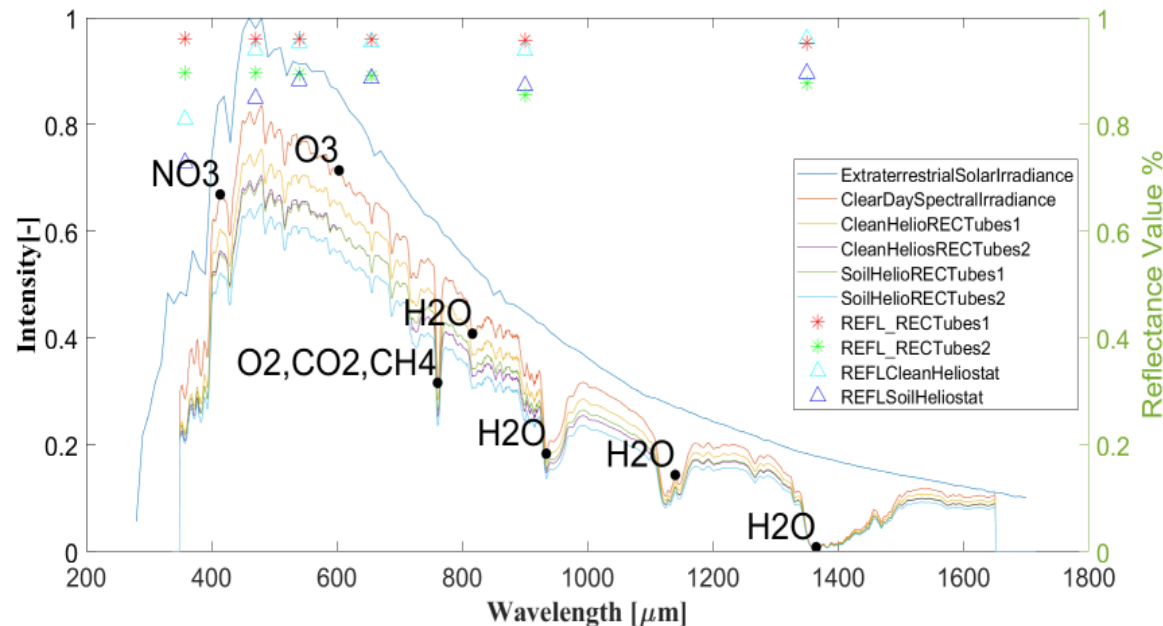 1
0.8
0.6
0.4
0.2
0
Intensity[-]
200
400
600
800
1000
1200
1400
1600
1800
Wavelength [μm]
1
0.8
0.6
0.4
0.2
0
Reflectance Value %
NO3
O3
H2O
O2,CO2,CH4
H2O
H2O
H2O
ExtraterrestrialSolarIrradiance
ClearDaySpectralIrradiance
CleanHelioRECTubes1
CleanHeliosRECTubes2
SoilHelioRECTubes1
SoilHelioRECTubes2
REFL_RECTubes1
REFL_RECTubes2
REFLCleanHeliostat
REFLSoilHeliostat